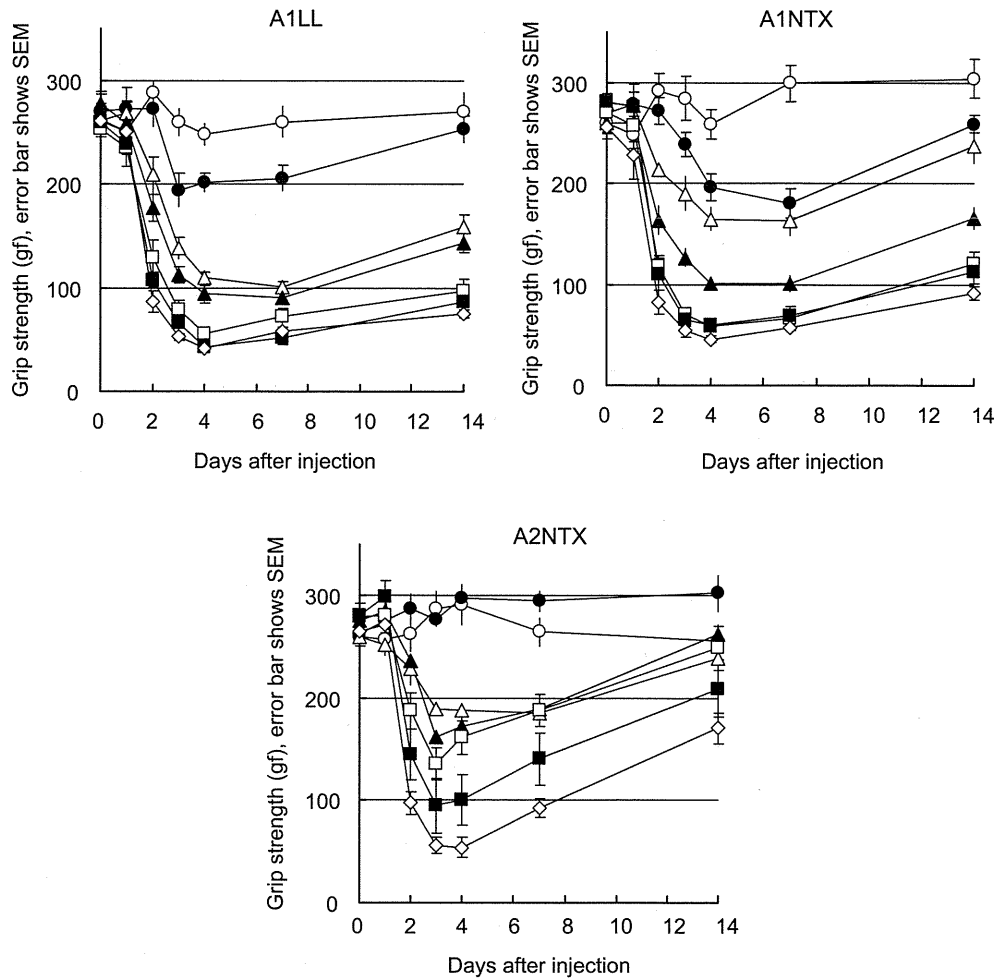 A1LL
Grip strength (gf), error bar shows SEM
300
200
100
0
0 2 4 6 8 10 12 14
Days after injection
A1NTX
Grip strength (gf), error bar shows SEM
300
200
100
0
0 2 4 6 8 10 12 14
Days after injection
A2NTX
Grip strength (gf), error bar shows SEM
300
200
100
0
0 2 4 6 8 10 12 14
Days after injection